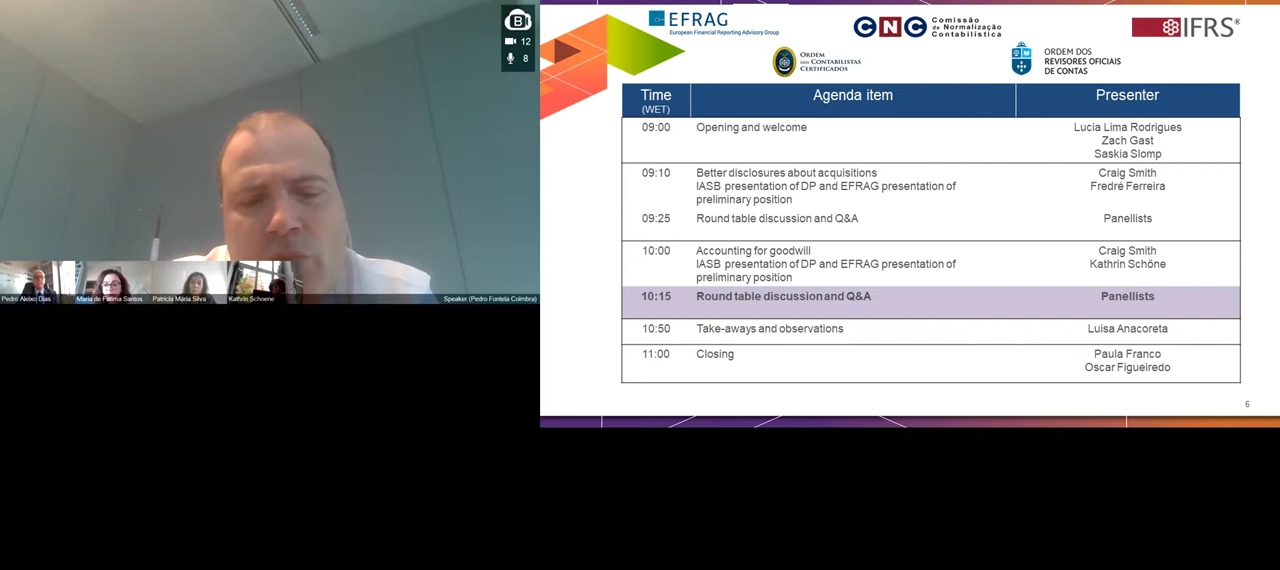 B
12
8
Pedro Aleixo Dias
Maria de Fatima Santos
Patricia Maria Silva
Kathrin Schoene
Speaker (Pedro Fontela Coimbra)
EFRAG
European Financial Reporting Advisory Group
CNC Comissão de Normalização Contabilística
IFRS®
ORDEM DOS CONTABILISTAS CERTIFICADOS
ORDEM DOS REVISORES OFICIAIS DE CONTAS
Time (WET) Agenda item Presenter
09:00 Opening and welcome Lucia Lima Rodrigues
Zach Gast
Saskia Slomp
09:10 Better disclosures about acquisitions Craig Smith
IASB presentation of DP and EFRAG presentation of Fredré Ferreira
preliminary position
09:25 Round table discussion and Q&A Panellists
10:00 Accounting for goodwill Craig Smith
IASB presentation of DP and EFRAG presentation of Kathrin Schöne
preliminary position
10:15 Round table discussion and Q&A Panellists
10:50 Take-aways and observations Luisa Anacoreta
11:00 Closing Paula Franco
Oscar Figueiredo
6